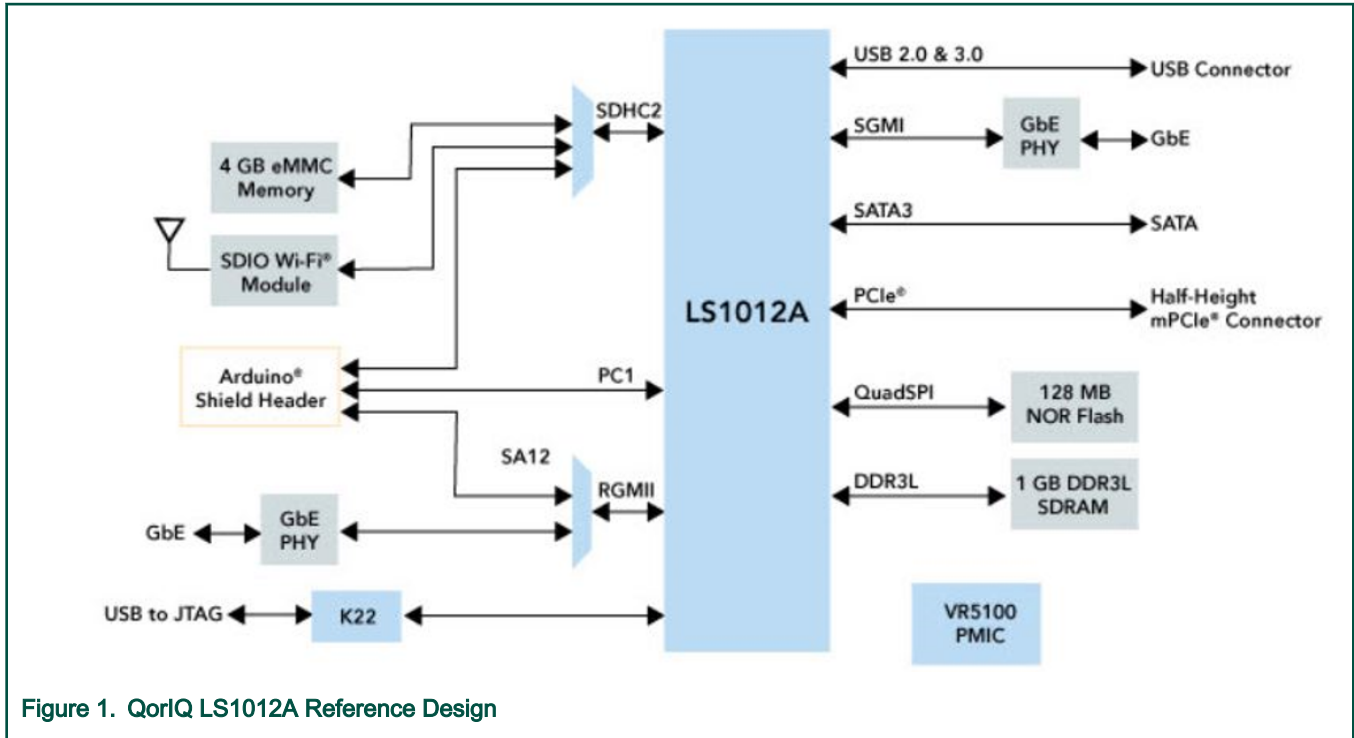 SDHC2
4 GB eMMC
Memory
SDIO Wi-Fi®
Module
Arduino®
Shield Header
PC1
SA12
RGMII
GbE
GbE
PHY
USB to JTAG
K22
LS1012A
USB 2.0 & 3.0
USB Connector
SGMI
GbE
PHY
GbE
SATA3
SATA
PCIe®
Half-Height
mPCIe® Connector
QuadSPI
128 MB
NOR Flash
DDR3L
1 GB DDR3L
SDRAM
VR5100
PMIC
Figure 1. QorIQ LS1012A Reference Design